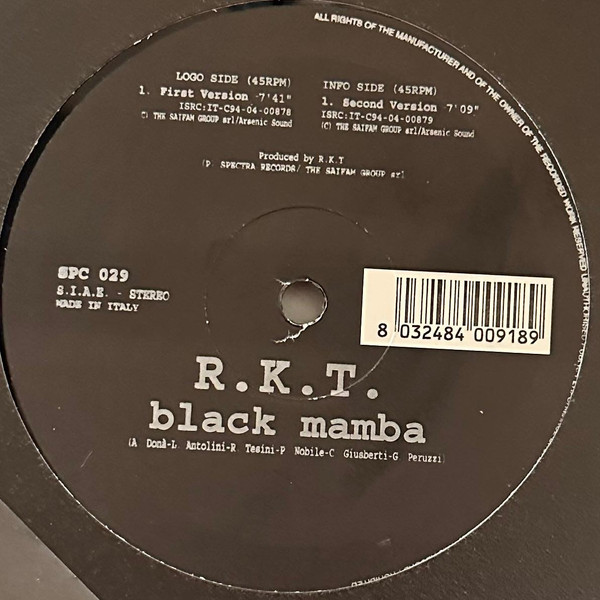 ALL RIGHTS OF THE MANUFACTURER AND OF THE OWNER OF THE RECORDED WORK RESERVED UNAUTHORISED
LOGO SIDE (45RPM)
1. First Version 7'41"
ISRC:IT-C94-04-00878
(C) THE SAIFAM GROUP srl/Arsenic Sound
INFO SIDE (45RPM)
1. Second Version 7'09"
ISRC:IT-C94-04-00879
(C) THE SAIFAM GROUP srl/Arsenic Sound
Produced by R.K.T
(P. SPECTRA RECORDS/ THE SAIFAM GROUP srl
SPC 029
S.I.A.E. - STEREO
MADE IN ITALY
8 032484 009189
R.K.T.
black mamba
(A Donà-L. Antolini-R. Tesini-P Nobile-C Giusberti-G Peruzzi)